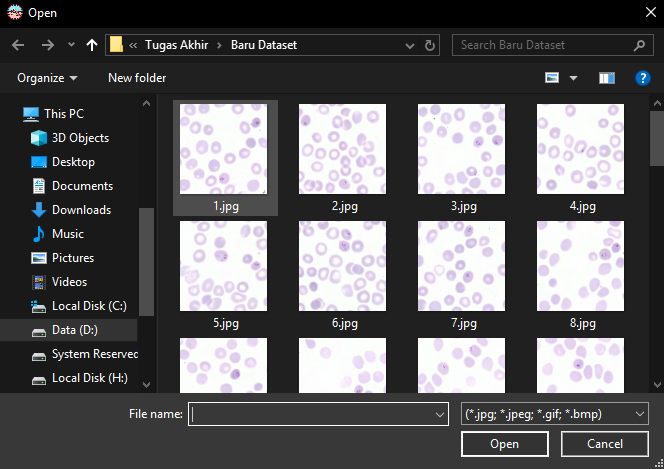 Open
« Tugas Akhir › Baru Dataset
Search Baru Dataset
Organize
New folder
This PC
3D Objects
Desktop
Documents
Downloads
Music
Pictures
Videos
Local Disk (C:)
Data (D:)
System Reserved
Local Disk (H:)
1.jpg
2.jpg
3.jpg
4.jpg
5.jpg
6.jpg
7.jpg
8.jpg
File name:
(*.jpg; *.jpeg; *.gif; *.bmp)
Open
Cancel